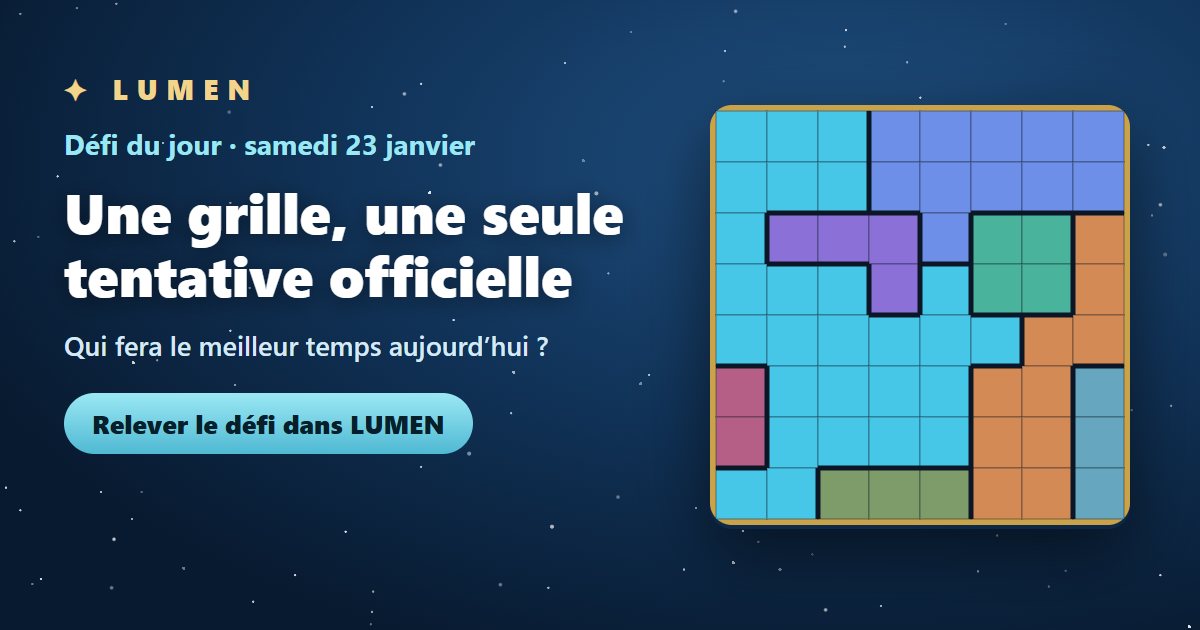 ✦ LUMEN
Défi du jour · samedi 23 janvier
Une grille, une seule
tentative officielle
Qui fera le meilleur temps aujourd’hui ?
Relever le défi dans LUMEN